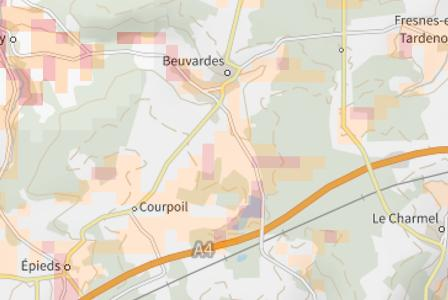 Fresnes-e
Tardeno
y
Beuvardes
Courpoil
Le Charmel
A4
Épieds